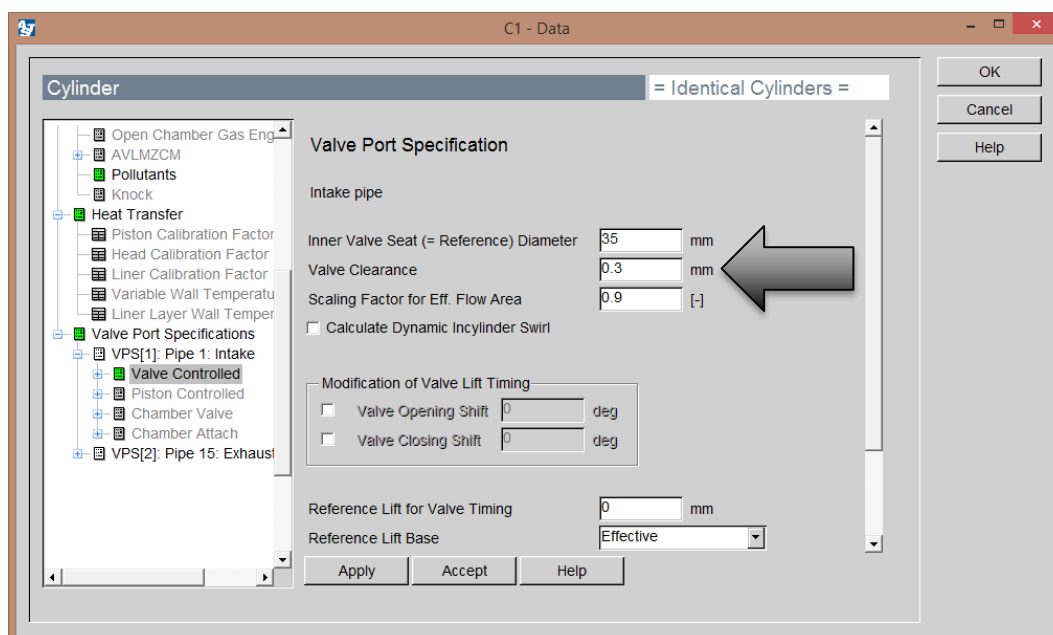 C1 - Data
OK
Cancel
Help
Cylinder
= Identical Cylinders =
Open Chamber Gas Eng
AVLMZCM
Pollutants
Knock
Heat Transfer
Piston Calibration Factor
Head Calibration Factor
Liner Calibration Factor
Variable Wall Temperatu
Liner Layer Wall Temper
Valve Port Specifications
VPS[1]: Pipe 1: Intake
Valve Controlled
Piston Controlled
Chamber Valve
Chamber Attach
VPS[2]: Pipe 15: Exhaust
Valve Port Specification
Intake pipe
Inner Valve Seat (= Reference) Diameter 35 mm
Valve Clearance 0.3 mm
Scaling Factor for Eff. Flow Area 0.9 [-]
Calculate Dynamic Incylinder Swirl
Modification of Valve Lift Timing
Valve Opening Shift 0 deg
Valve Closing Shift 0 deg
Reference Lift for Valve Timing 0 mm
Reference Lift Base Effective
Apply Accept Help